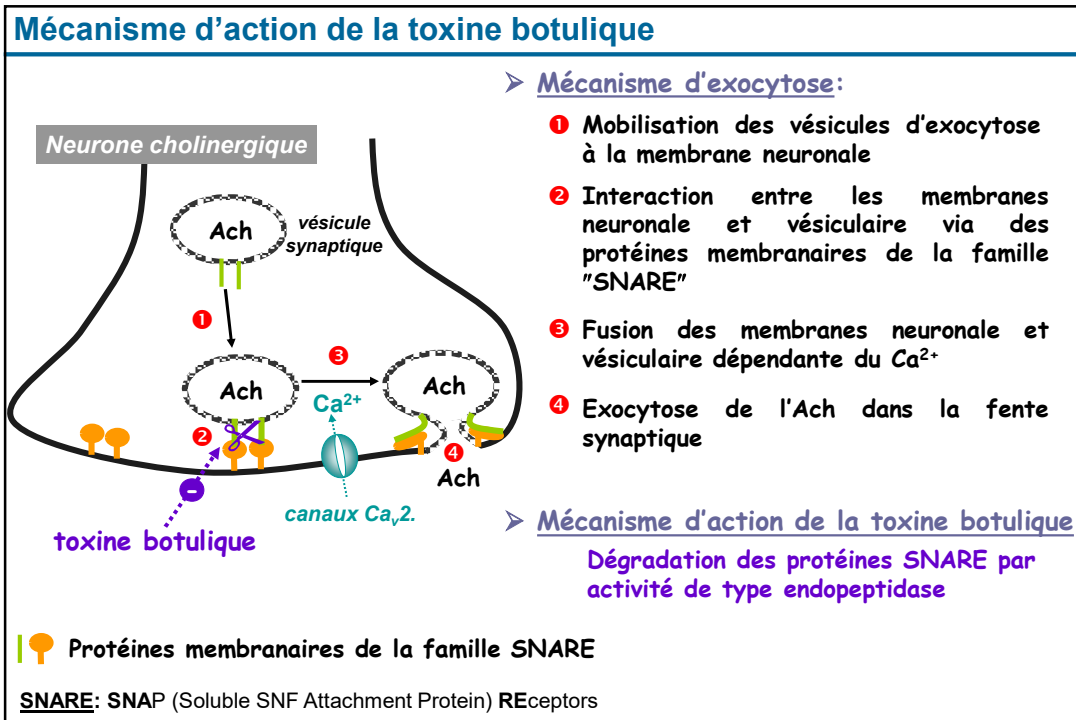 Mécanisme d'action de la toxine botulique
Neurone cholinergique
Ach
vésicule
synaptique
❶
Ach
❸
Ca²⁺
Ach
❷
❹
Ach
-
canaux Caᵥ2.
toxine botulique
➢ Mécanisme d'exocytose:
❶ Mobilisation des vésicules d'exocytose
à la membrane neuronale
❷ Interaction entre les membranes
neuronale et vésiculaire via des
protéines membranaires de la famille
"SNARE"
❸ Fusion des membranes neuronale et
vésiculaire dépendante du Ca²⁺
❹ Exocytose de l'Ach dans la fente
synaptique
➢ Mécanisme d'action de la toxine botulique
Dégradation des protéines SNARE par
activité de type endopeptidase
Protéines membranaires de la famille SNARE
SNARE: SNAP (Soluble SNF Attachment Protein) REceptors